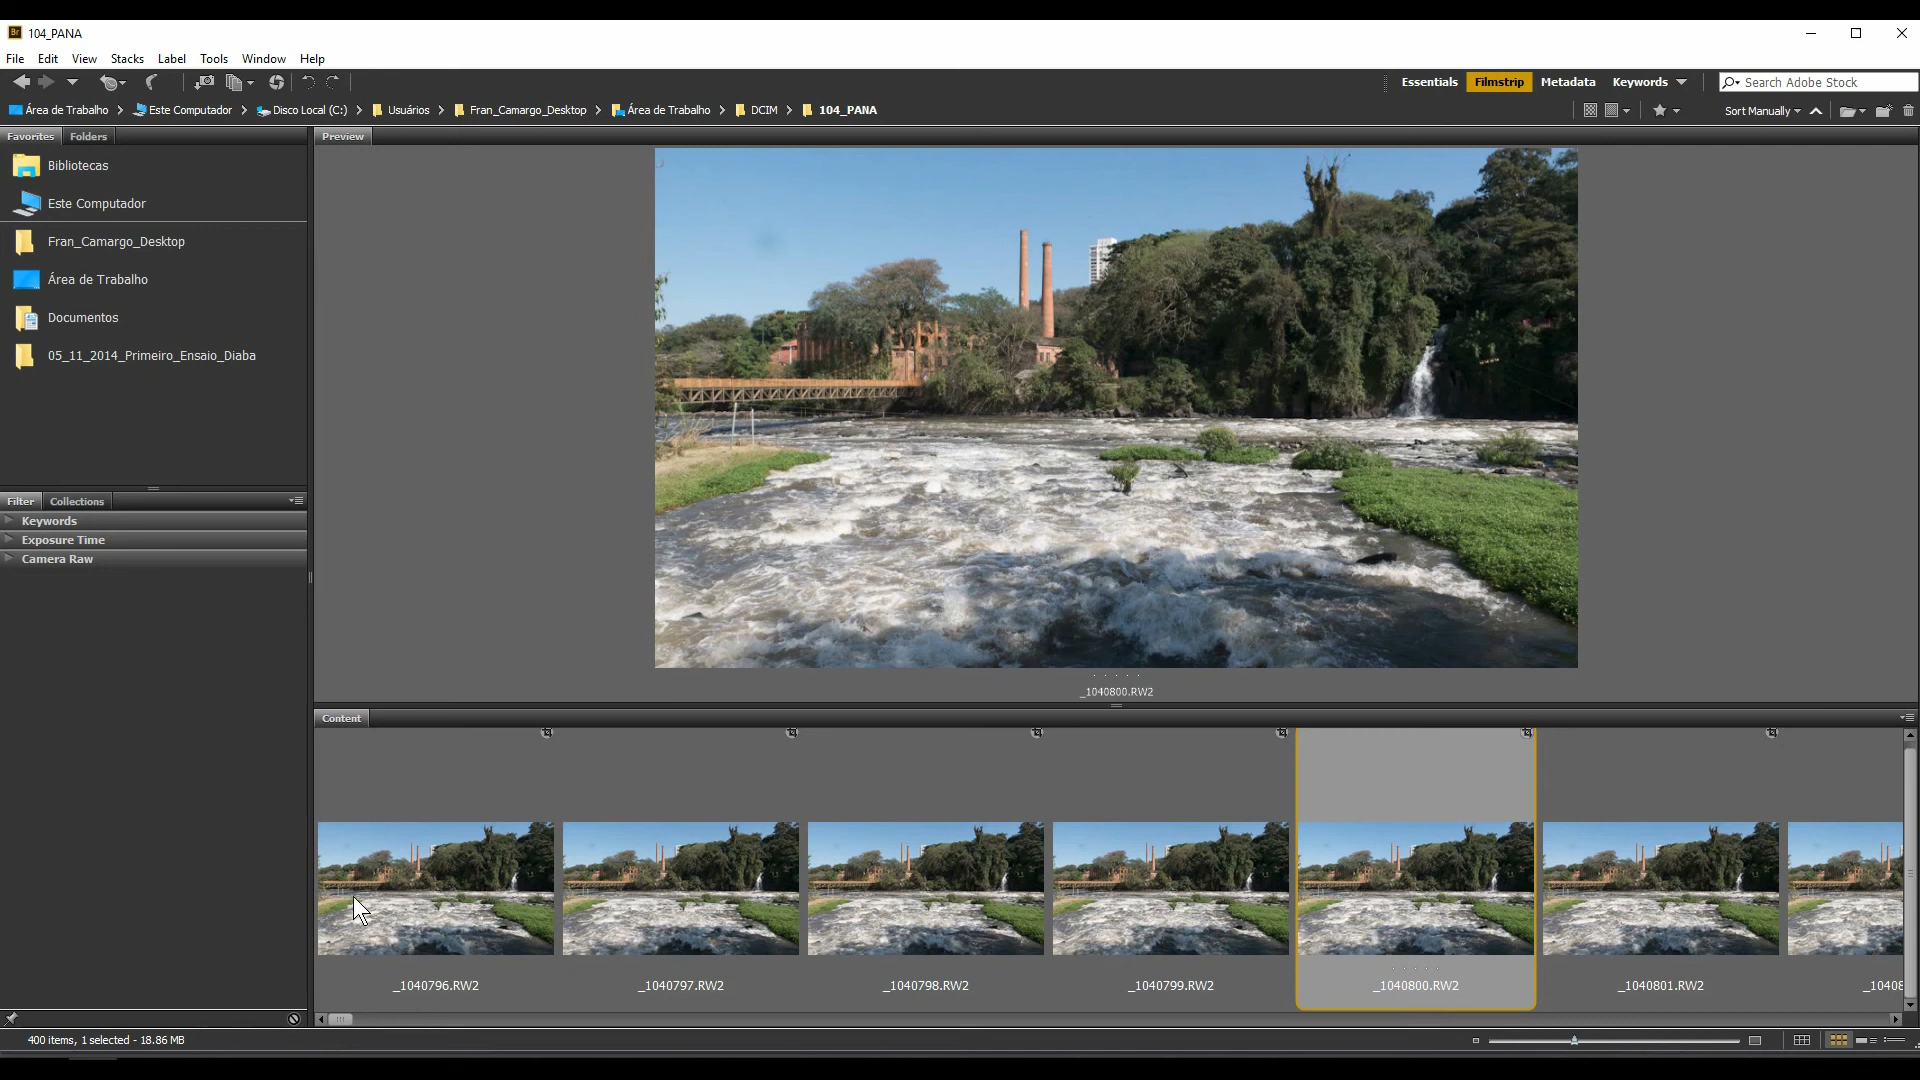 Br 104_PANA
File Edit View Stacks Label Tools Window Help
Essentials Filmstrip Metadata Keywords Search Adobe Stock
Área de Trabalho Este Computador Disco Local (C:) Usuários Fran_Camargo_Desktop Área de Trabalho DCIM 104_PANA Sort Manually
Favorites Folders
Preview
Bibliotecas
Este Computador
Fran_Camargo_Desktop
Área de Trabalho
Documentos
05_11_2014_Primeiro_Ensaio_Diaba
Filter Collections
Keywords
Exposure Time
Camera Raw
_1040800.RW2
Content
_1040796.RW2 _1040797.RW2 _1040798.RW2 _1040799.RW2 _1040800.RW2 _1040801.RW2 _10408
400 items, 1 selected - 18.86 MB